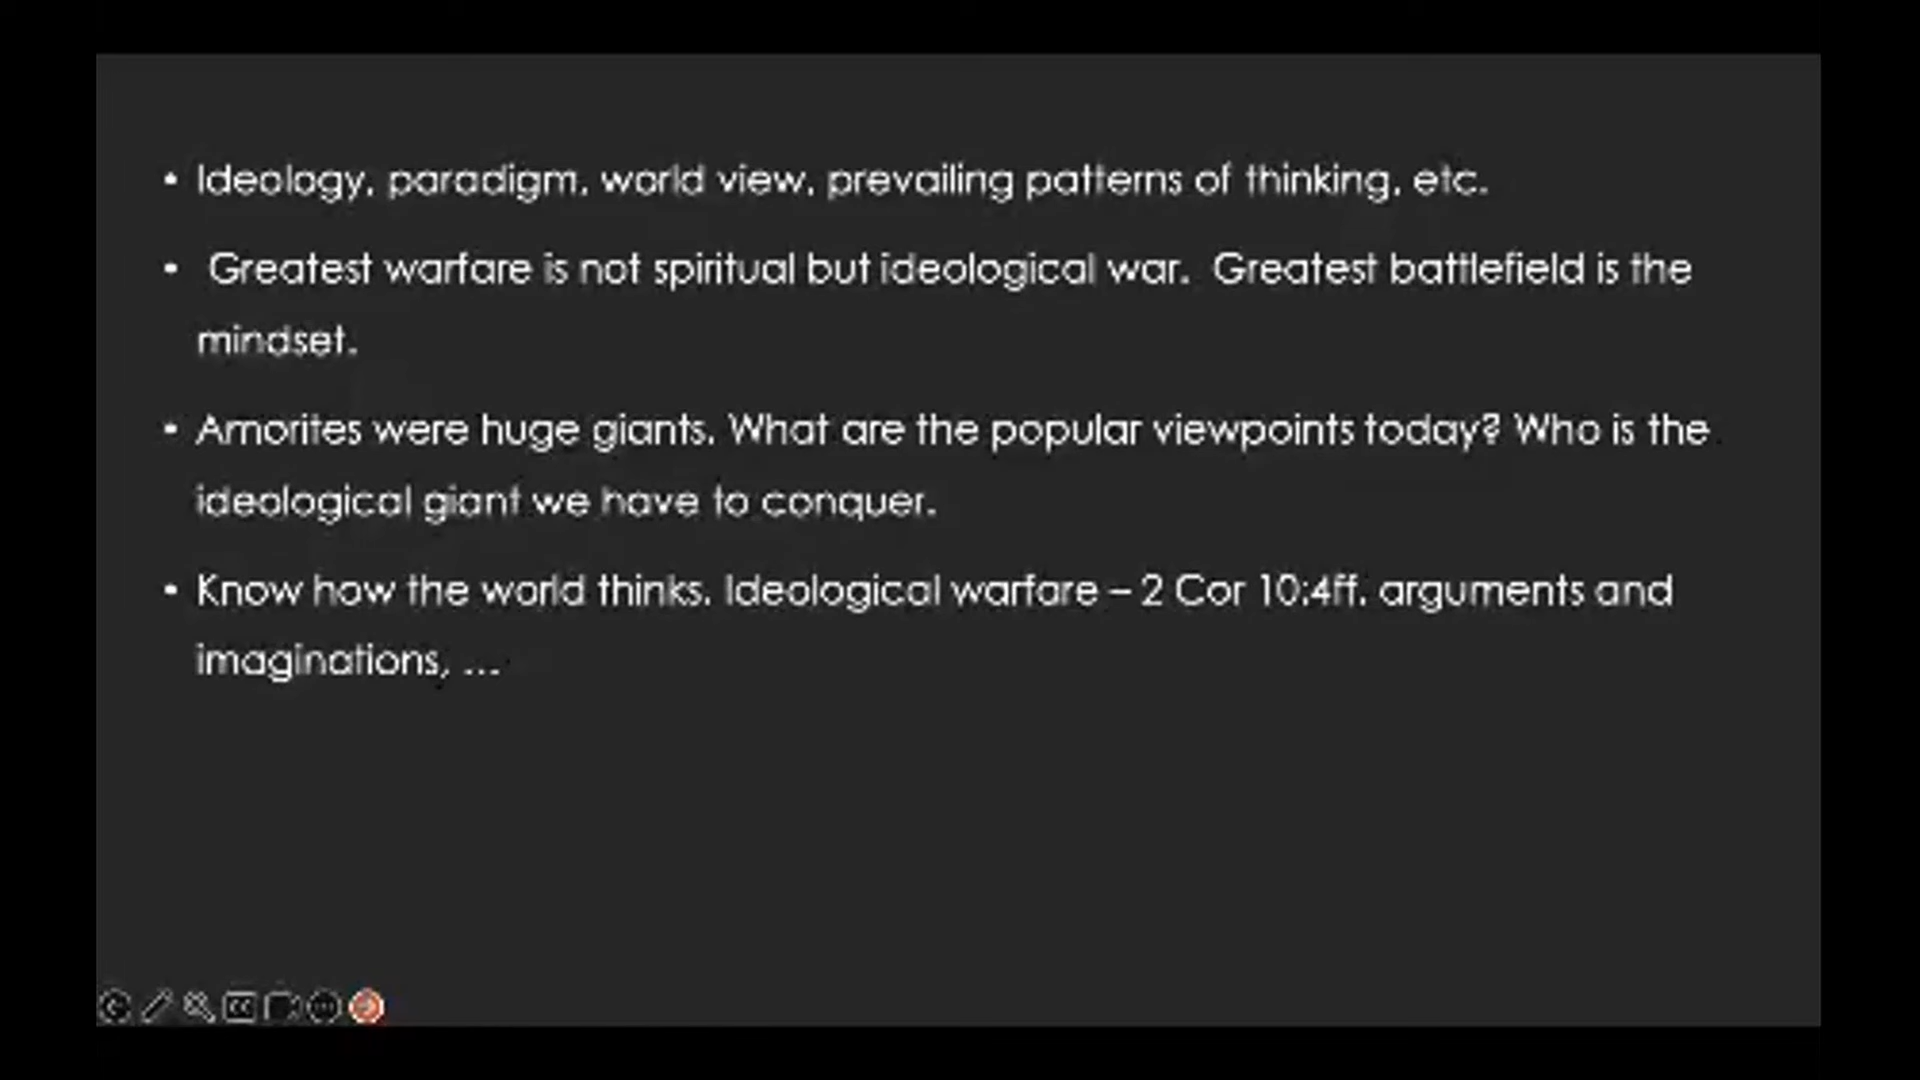 • Ideology, paradigm, world view, prevailing patterns of thinking, etc.
• Greatest warfare is not spiritual but ideological war. Greatest battlefield is the
mindset.
• Amorites were huge giants. What are the popular viewpoints today? Who is the
ideological giant we have to conquer.
• Know how the world thinks. Ideological warfare – 2 Cor 10:4ff. arguments and
imaginations, ...